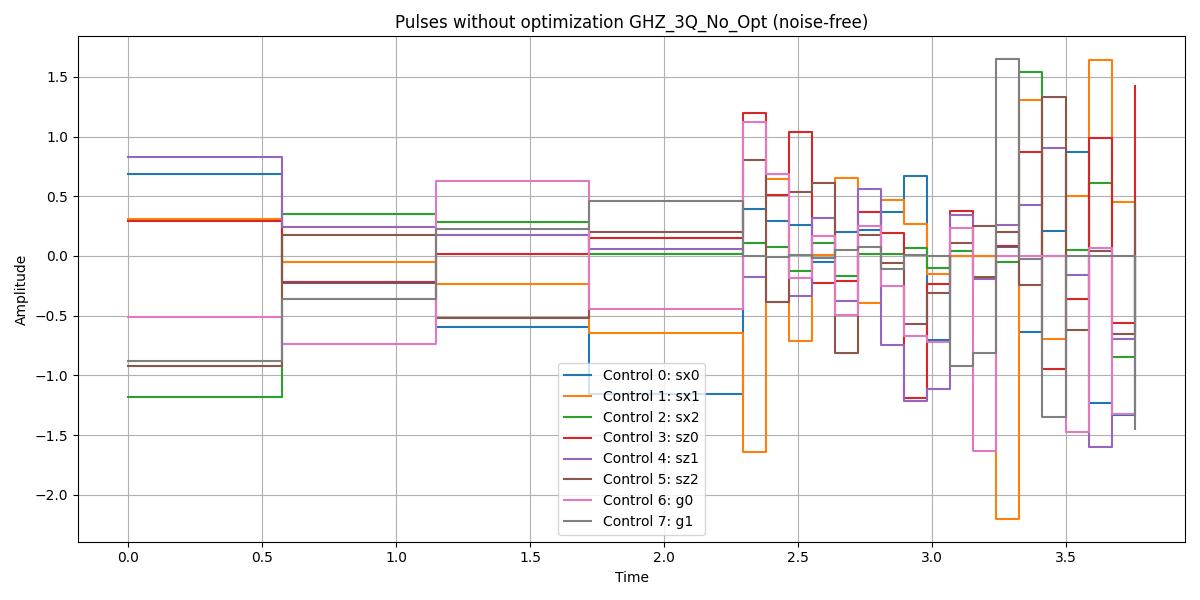 Pulses without optimization GHZ_3Q_No_Opt (noise-free)
1.5
1.0
0.5
0.0
−0.5
−1.0
−1.5
−2.0
Amplitude
Control 0: sx0
Control 1: sx1
Control 2: sx2
Control 3: sz0
Control 4: sz1
Control 5: sz2
Control 6: g0
Control 7: g1
0.0 0.5 1.0 1.5 2.0 2.5 3.0 3.5
Time